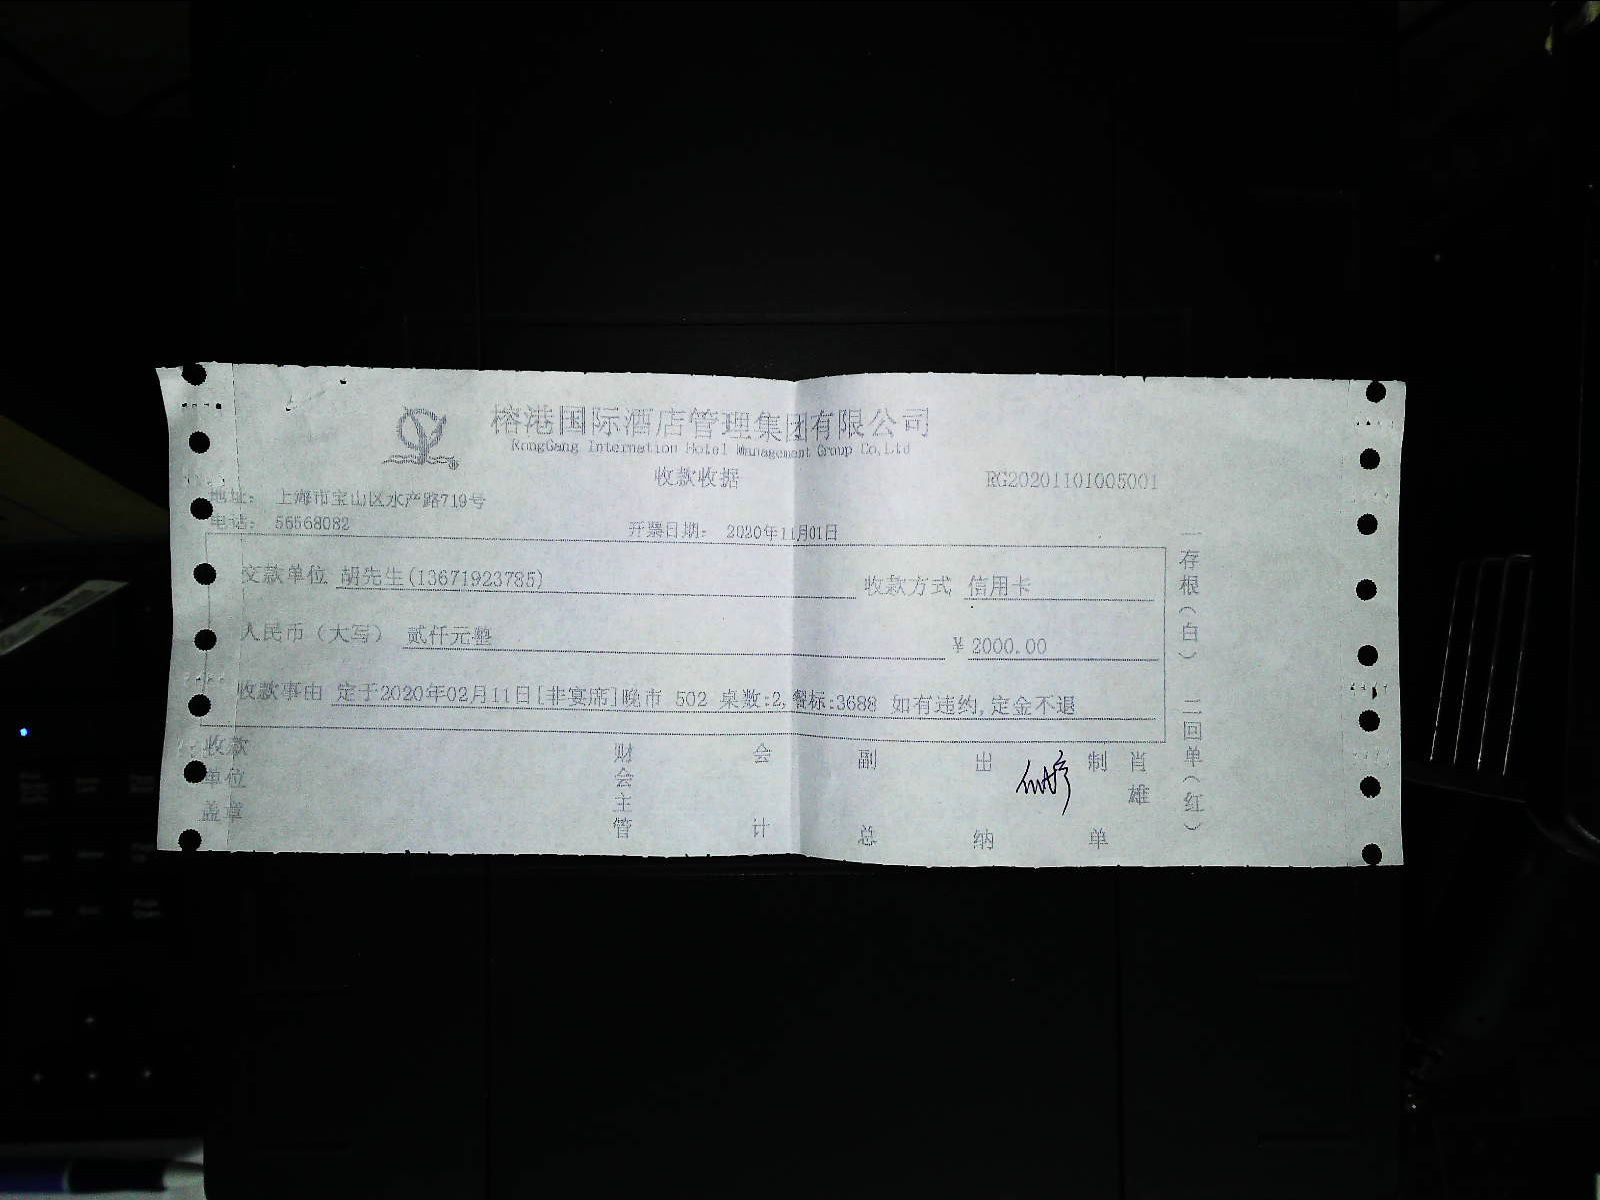 榕港国际酒店管理集团有限公司
RongGang International Hotel Management Group Co,Ltd
收款收据
RG20201101005001
地址： 上海市宝山区水产路719号
电话： 56568082
开票日期： 2020年11月01日
交款单位 胡先生(13671923785) 收款方式 信用卡
人民币（大写） 贰仟元整 ¥ 2000.00
收款事由 定于2020年02月11日[非宴席]晚市 502 桌数:2,餐标:3688 如有违约,定金不退
收款单位盖章
财会主管
会计
副总
出纳
制单
肖雄
一存根(白)
二回单(红)